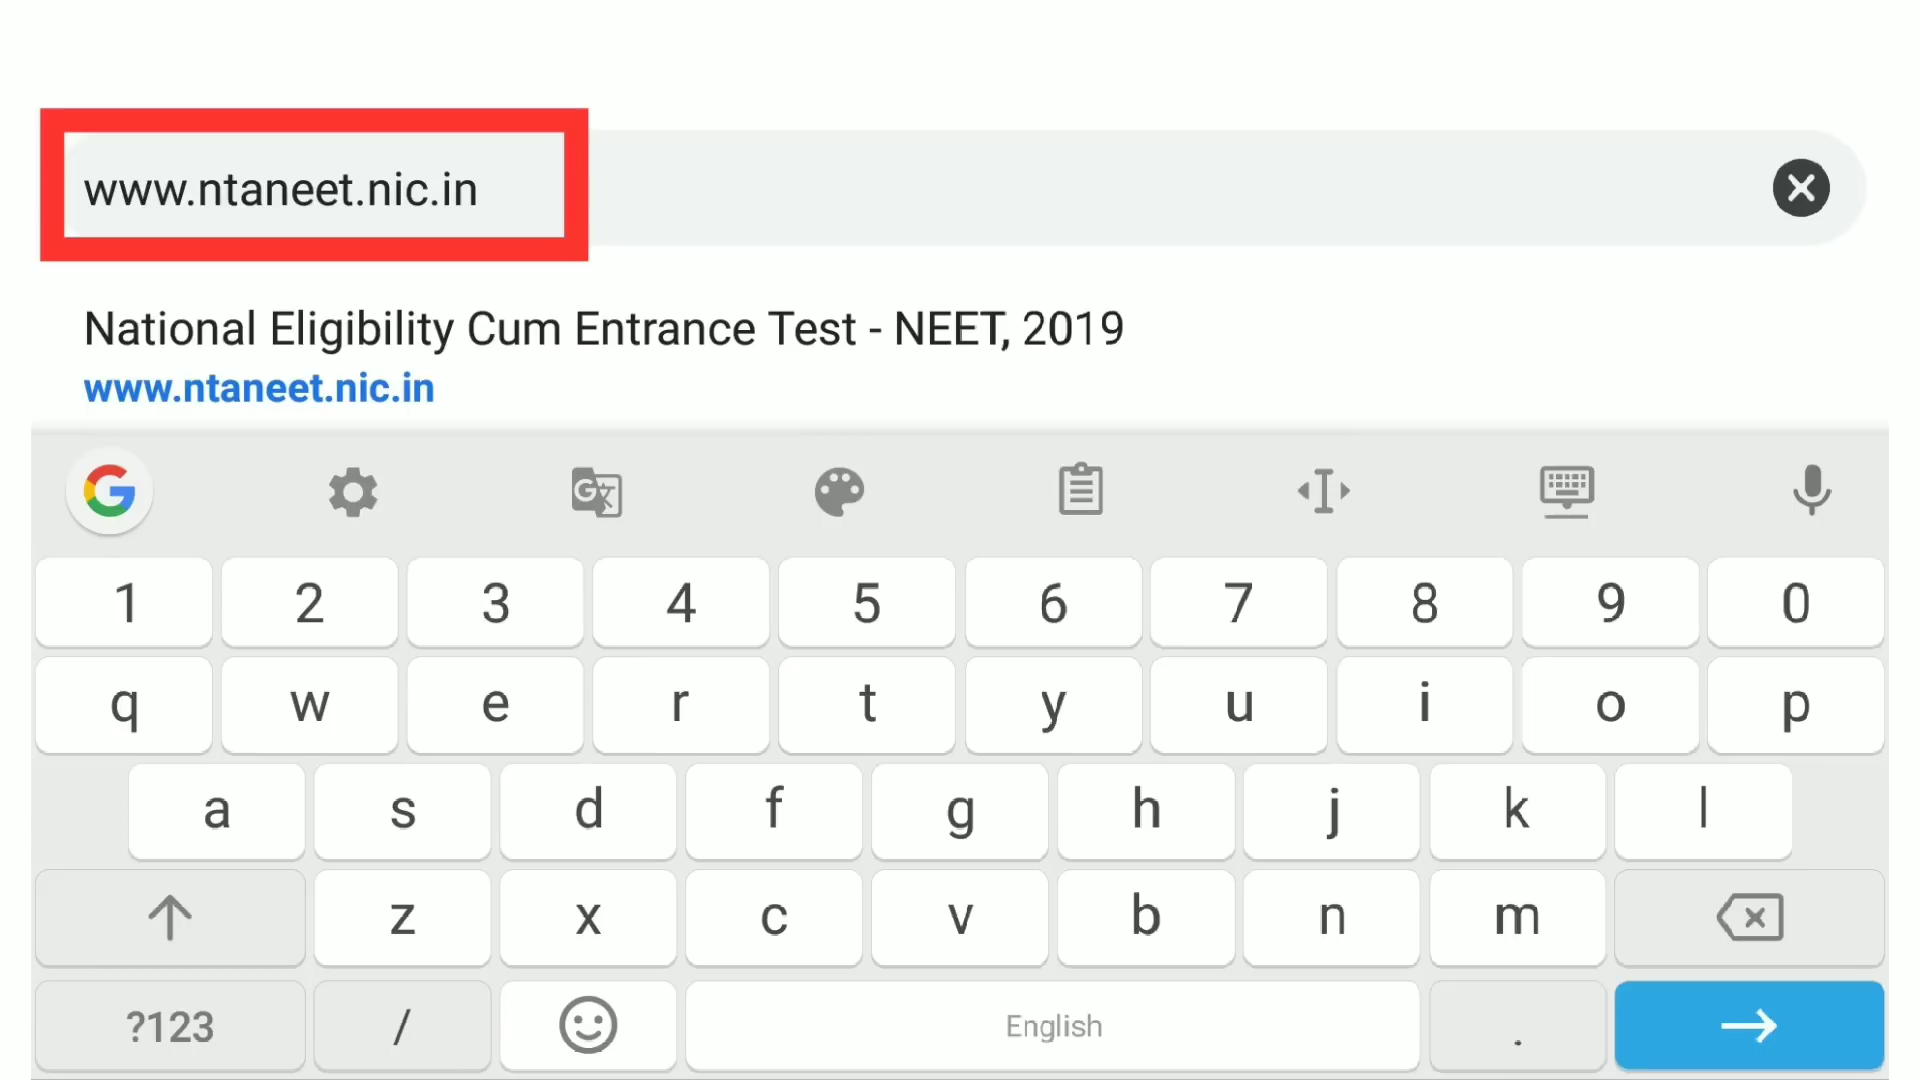 www.ntaneet.nic.in
National Eligibility Cum Entrance Test - NEET, 2019
www.ntaneet.nic.in
G G 文
1 2 3 4 5 6 7 8 9 0
q w e r t y u i o p
a s d f g h j k l
z x c v b n m
?123 / English .